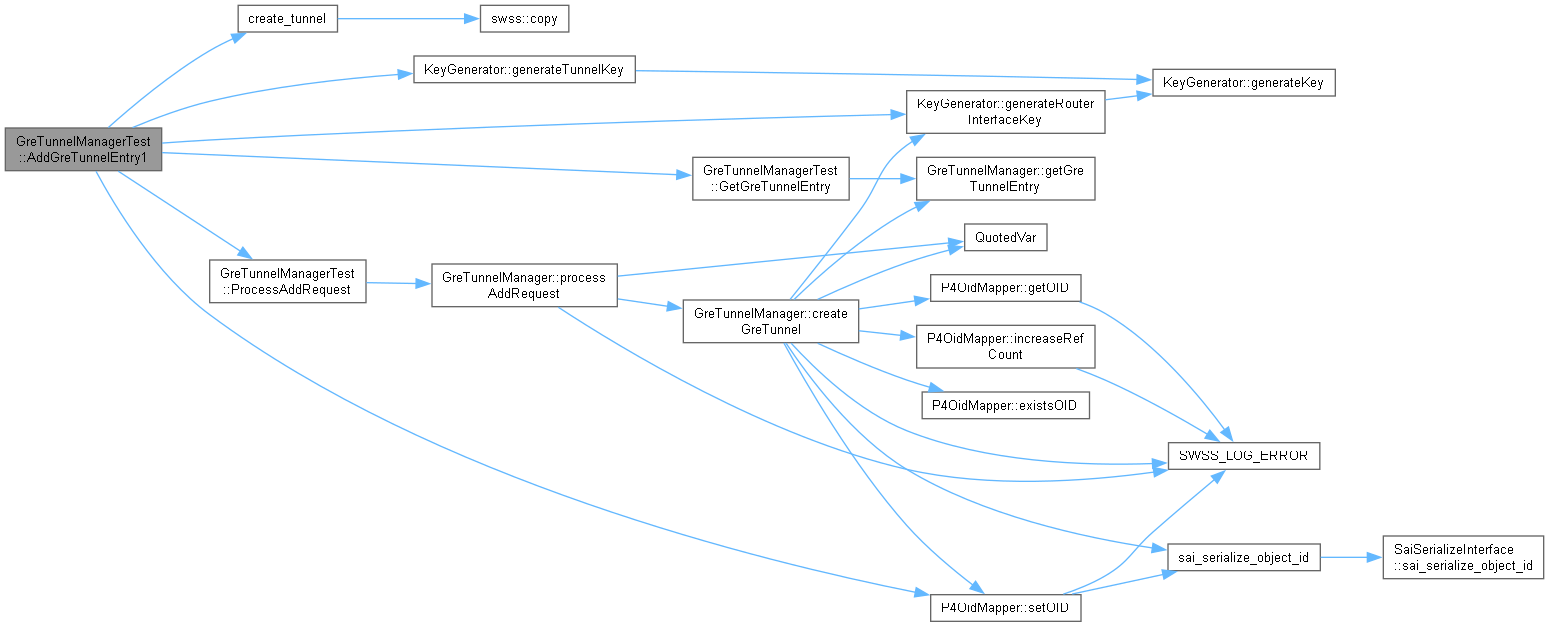 create_tunnel
swss::copy
KeyGenerator::generateTunnelKey
KeyGenerator::generateKey
KeyGenerator::generateRouter
InterfaceKey
GreTunnelManagerTest
::AddGreTunnelEntry1
GreTunnelManagerTest
::GetGreTunnelEntry
GreTunnelManager::getGre
TunnelEntry
QuotedVar
GreTunnelManagerTest
::ProcessAddRequest
GreTunnelManager::process
AddRequest
P4OidMapper::getOID
GreTunnelManager::create
GreTunnel
P4OidMapper::increaseRef
Count
P4OidMapper::existsOID
SWSS_LOG_ERROR
sai_serialize_object_id
SaiSerializeInterface
::sai_serialize_object_id
P4OidMapper::setOID